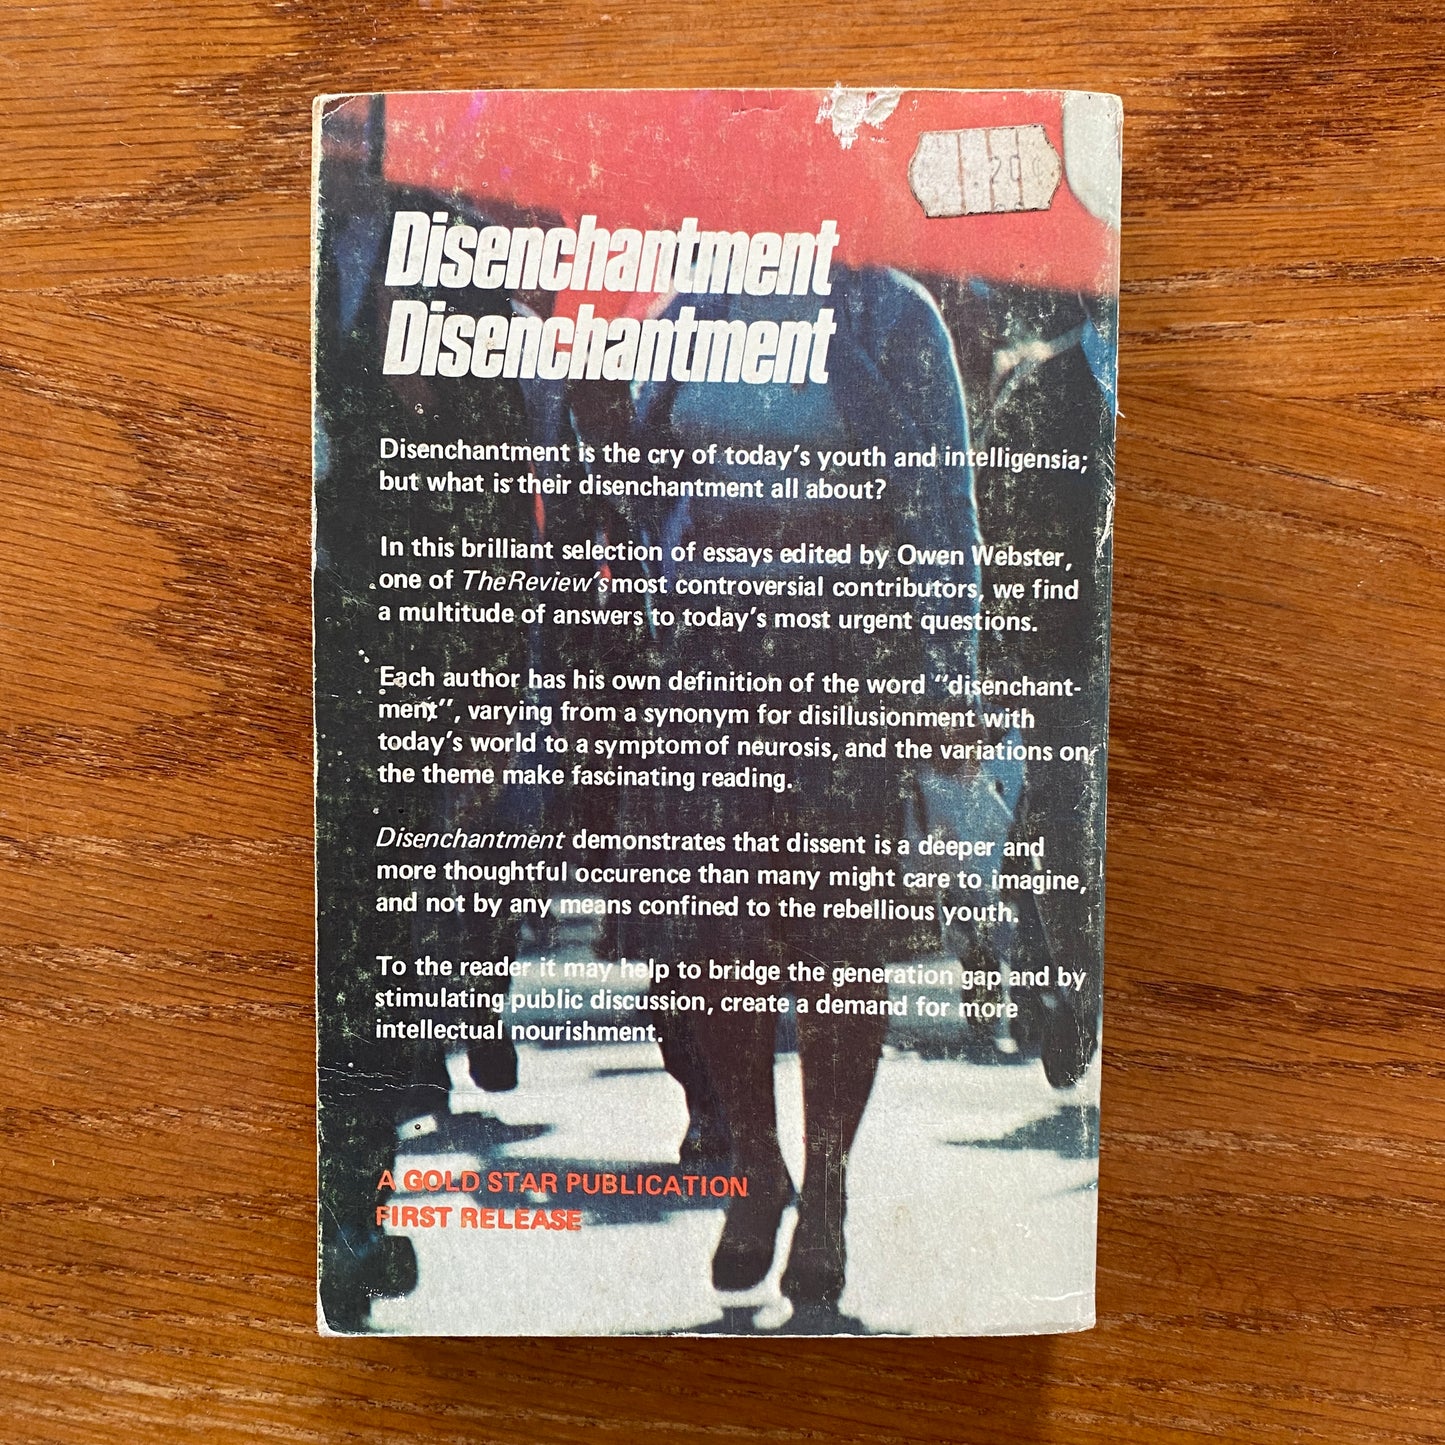 20c
Disenchantment
Disenchantment
Disenchantment is the cry of today's youth and intelligensia;
but what is their disenchantment all about?
In this brilliant selection of essays edited by Owen Webster,
one of The Review's most controversial contributors, we find
a multitude of answers to today's most urgent questions.
Each author has his own definition of the word "disenchant-
ment", varying from a synonym for disillusionment with
today's world to a symptom of neurosis, and the variations on
the theme make fascinating reading.
Disenchantment demonstrates that dissent is a deeper and
more thoughtful occurence than many might care to imagine,
and not by any means confined to the rebellious youth.
To the reader it may help to bridge the generation gap and by
stimulating public discussion, create a demand for more
intellectual nourishment.
A GOLD STAR PUBLICATION
FIRST RELEASE